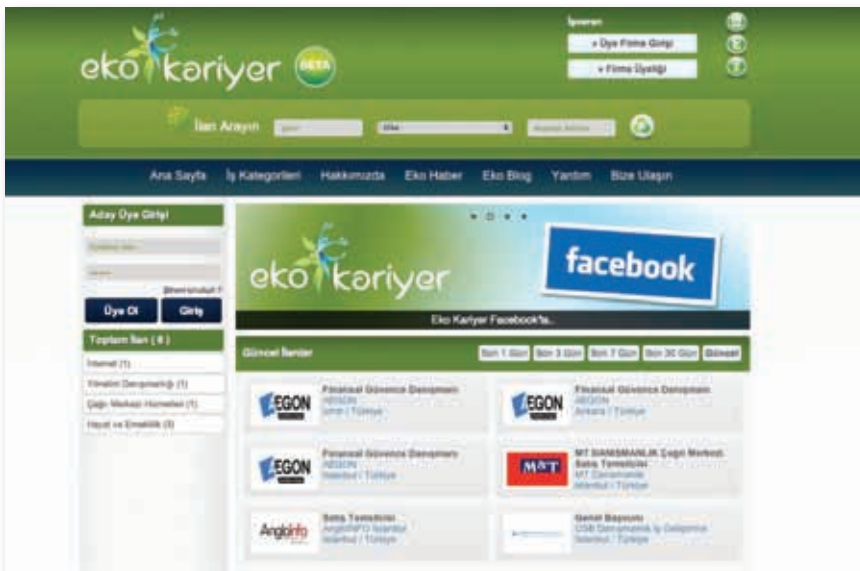 İşveren
eko kariyer BETA
» Üye Firma Girişi
» Firma Üyeliği
İlan Arayın
Ana Sayfa İş Kategorileri Hakkımızda Eko Haber Eko Blog Yardım Bize Ulaşın
Aday Üye Girişi
Üye Ol Giriş
Toplam İlan ( 6 )
İnternet (1)
Yönetim Danışmanlığı (1)
Çağrı Merkezi Hizmetleri (1)
Hayat ve Emeklilik (3)
eko kariyer
facebook
Eko Kariyer Facebook'ta..
Güncel İlanlar Son 1 Gün Son 3 Gün Son 7 Gün Son 30 Gün Güncel
AEGON
Finansal Güvence Danışmanı
AEGON
İzmir / Türkiye
AEGON
Finansal Güvence Danışmanı
AEGON
Ankara / Türkiye
AEGON
Finansal Güvence Danışmanı
AEGON
İstanbul / Türkiye
M&T
MT DANISMANLIK Çağrı Merkezi
Satış Temsilcisi
MT Danışmanlık
İstanbul / Türkiye
AngloInfo
Satış Temsilcisi
AngloINFO İstanbul
İstanbul / Türkiye
Genel Başvuru
İstanbul / Türkiye